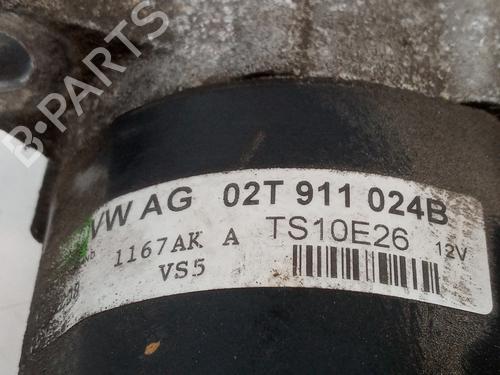 B-PARTS
VW AG 02T 911 024B
1167AK A TS10E26 12V
VS5